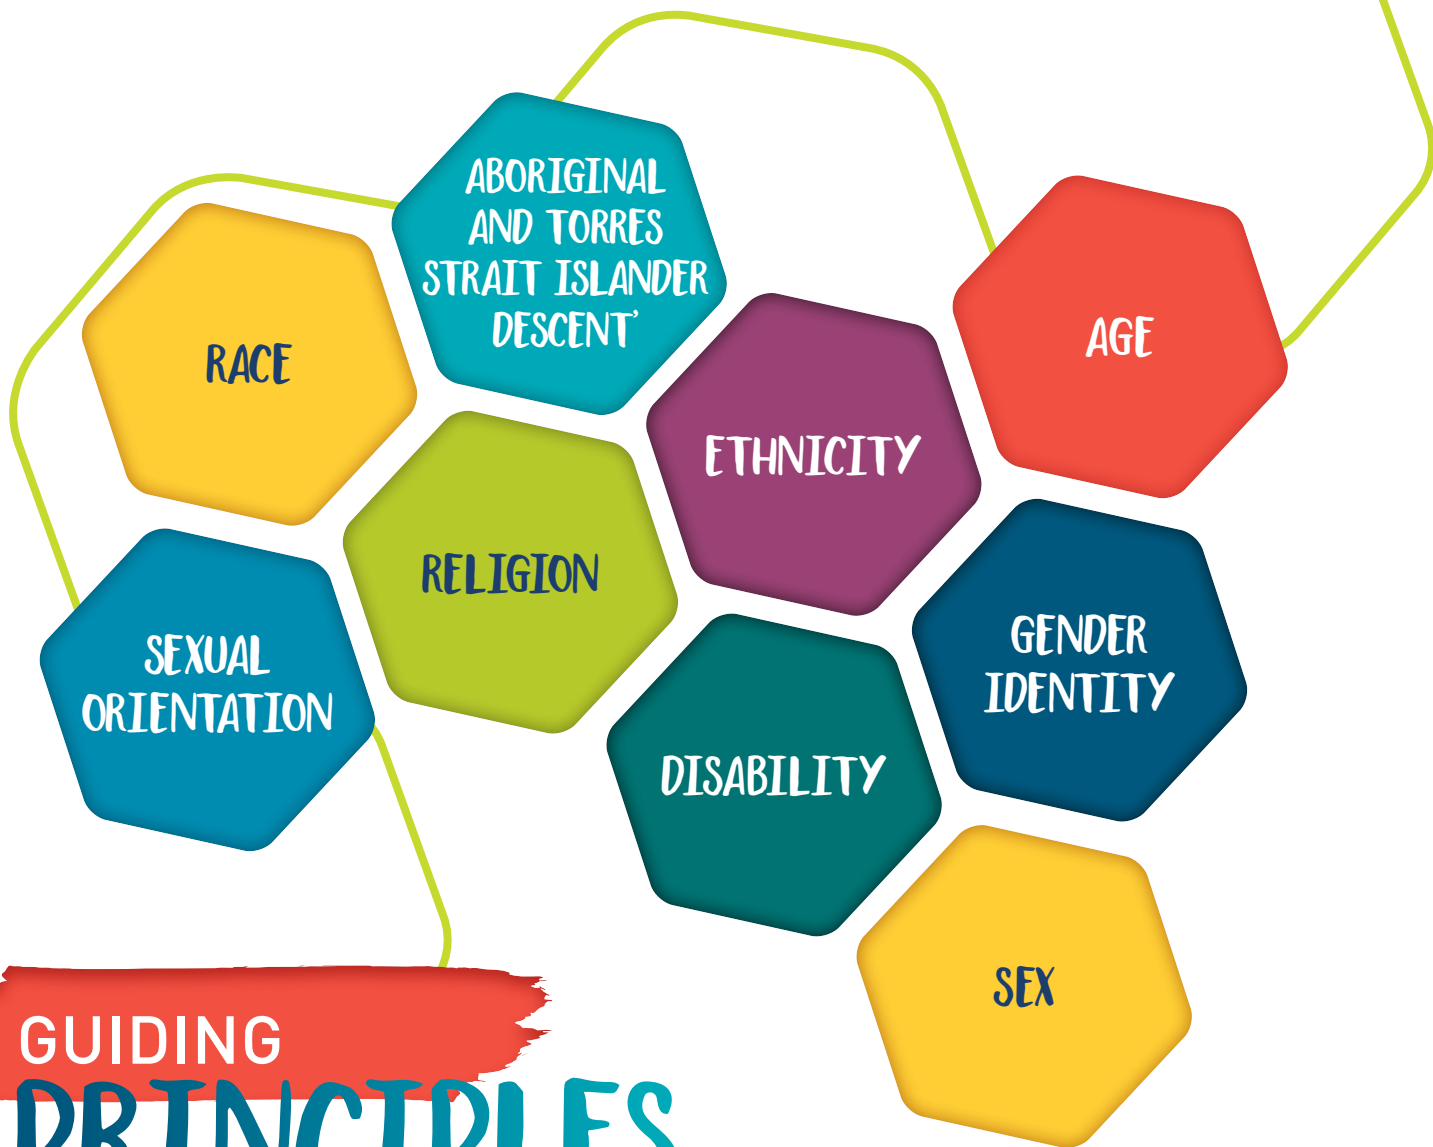 ABORIGINAL
AND TORRES
STRAIT ISLANDER
DESCENT'
RACE
AGE
ETHNICITY
RELIGION
SEXUAL
ORIENTATION
GENDER
IDENTITY
DISABILITY
SEX
GUIDING
PRINCIPLES